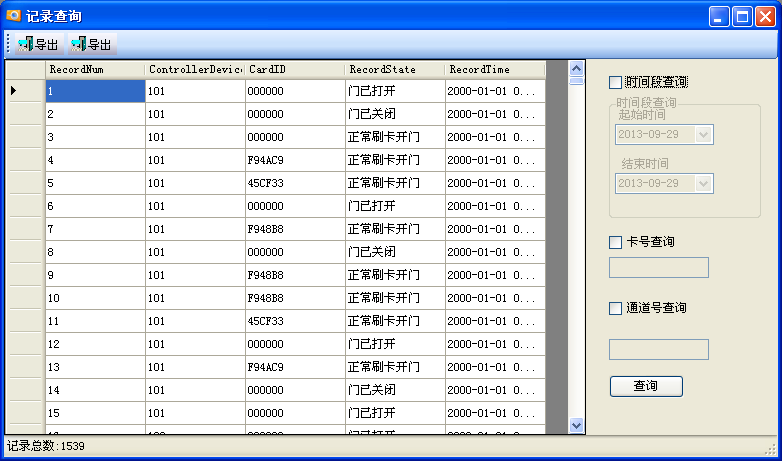 记录查询
导出 导出
RecordNum ControllerDevice CardID RecordState RecordTime
1 101 000000 门已打开 2000-01-01 0...
2 101 000000 门已关闭 2000-01-01 0...
3 101 000000 正常刷卡开门 2000-01-01 0...
4 101 F94AC9 正常刷卡开门 2000-01-01 0...
5 101 45CF33 正常刷卡开门 2000-01-01 0...
6 101 000000 门已打开 2000-01-01 0...
7 101 F948B8 正常刷卡开门 2000-01-01 0...
8 101 000000 门已关闭 2000-01-01 0...
9 101 F948B8 正常刷卡开门 2000-01-01 0...
10 101 F948B8 正常刷卡开门 2000-01-01 0...
11 101 45CF33 正常刷卡开门 2000-01-01 0...
12 101 000000 门已打开 2000-01-01 0...
13 101 F94AC9 正常刷卡开门 2000-01-01 0...
14 101 000000 门已关闭 2000-01-01 0...
15 101 000000 门已打开 2000-01-01 0...
时间段查询
时间段查询
起始时间
2013-09-29
结束时间
2013-09-29
卡号查询
通道号查询
查询
记录总数:1539